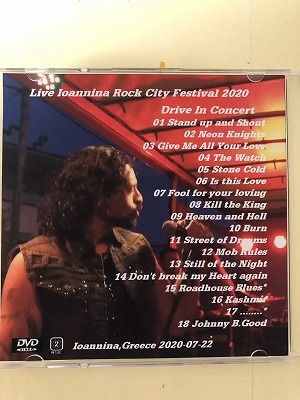 Live Ioannina Rock City Festival 2020
Drive In Concert
01 Stand up and Shout
02 Neon Knights
03 Give Me All Your Love
04 The Watch
05 Stone Cold
06 Is this Love
07 Fool for your loving
08 Kill the King
09 Heaven and Hell
10 Burn
11 Street of Dreams
12 Mob Rules
13 Still of the Night
14 Don't break my Heart again
15 Roadhouse Blues*
16 Kashmir
17 ........*
18 Johnny B.Good
DVD
2
Ioannina,Greece 2020-07-22